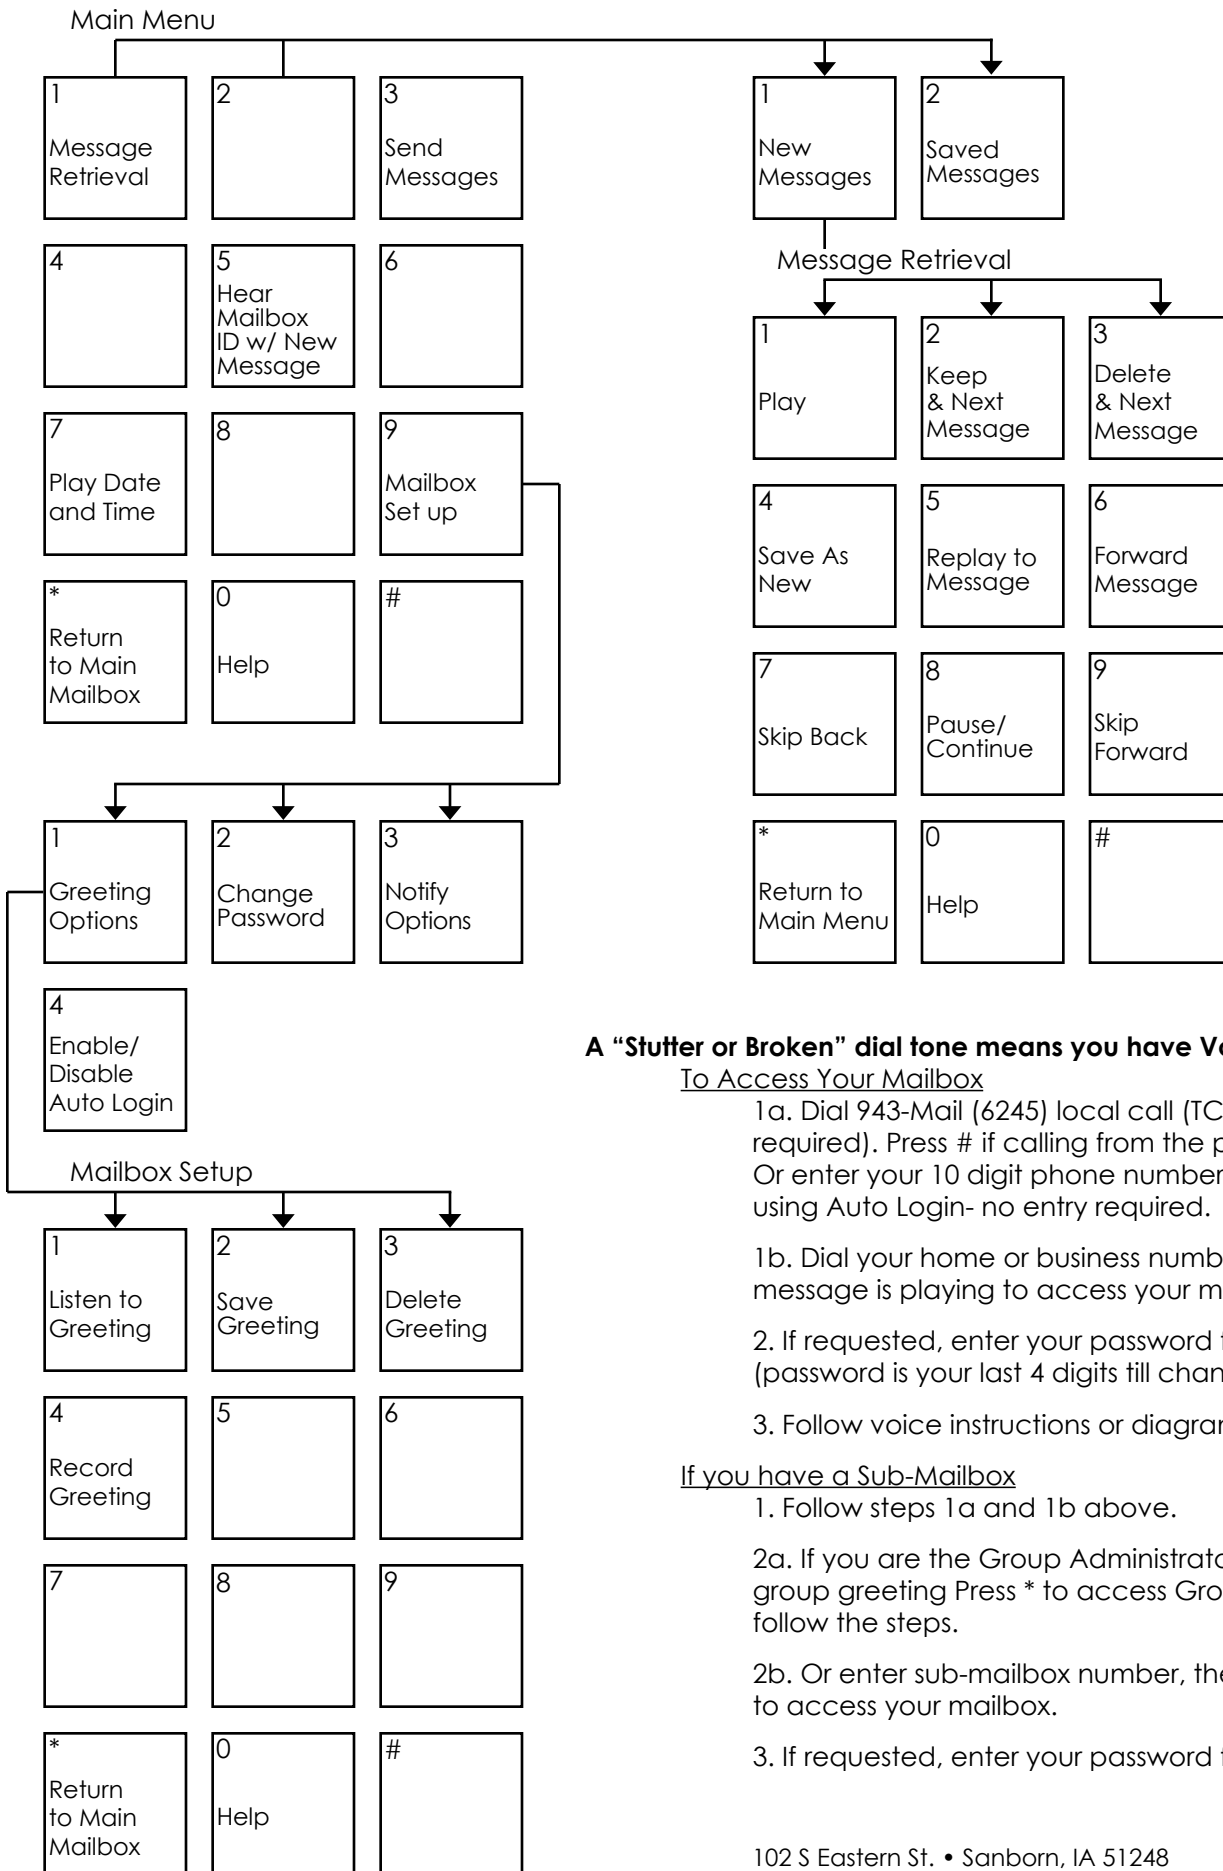 Main Menu
1
Message
Retrieval
2
3
Send
Messages
4
5
Hear
Mailbox
ID w/ New
Message
6
7
Play Date
and Time
8
9
Mailbox
Set up
*
Return
to Main
Mailbox
0
Help
#
1
Greeting
Options
2
Change
Password
3
Notify
Options
4
Enable/
Disable
Auto Login
Mailbox Setup
1
Listen to
Greeting
2
Save
Greeting
3
Delete
Greeting
4
Record
Greeting
5
6
7
8
9
*
Return
to Main
Mailbox
0
Help
#
1
New
Messages
2
Saved
Messages
Message Retrieval
1
Play
2
Keep
& Next
Message
3
Delete
& Next
Message
4
Save As
New
5
Replay to
Message
6
Forward
Message
7
Skip Back
8
Pause/
Continue
9
Skip
Forward
*
Return to
Main Menu
0
Help
#
A “Stutter or Broken” dial tone means you have
To Access Your Mailbox
1a. Dial 943-Mail (6245) local call
required). Press # if calling from the
Or enter your 10 digit phone number
using Auto Login- no entry required.
1b. Dial your home or business
message is playing to access your
2. If requested, enter your password
(password is your last 4 digits till
3. Follow voice instructions or
If you have a Sub-Mailbox
1. Follow steps 1a and 1b above.
2a. If you are the Group
group greeting Press * to access
follow the steps.
2b. Or enter sub-mailbox number,
to access your mailbox.
3. If requested, enter your password
102 S Eastern St. • Sanborn, IA 51248